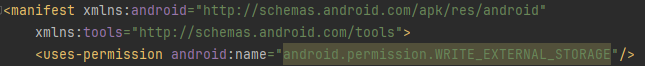 <manifest xmlns:android="http://schemas.android.com/apk/res/android"
xmlns:tools="http://schemas.android.com/tools">
<uses-permission android:name="android.permission.WRITE_EXTERNAL_STORAGE"/>